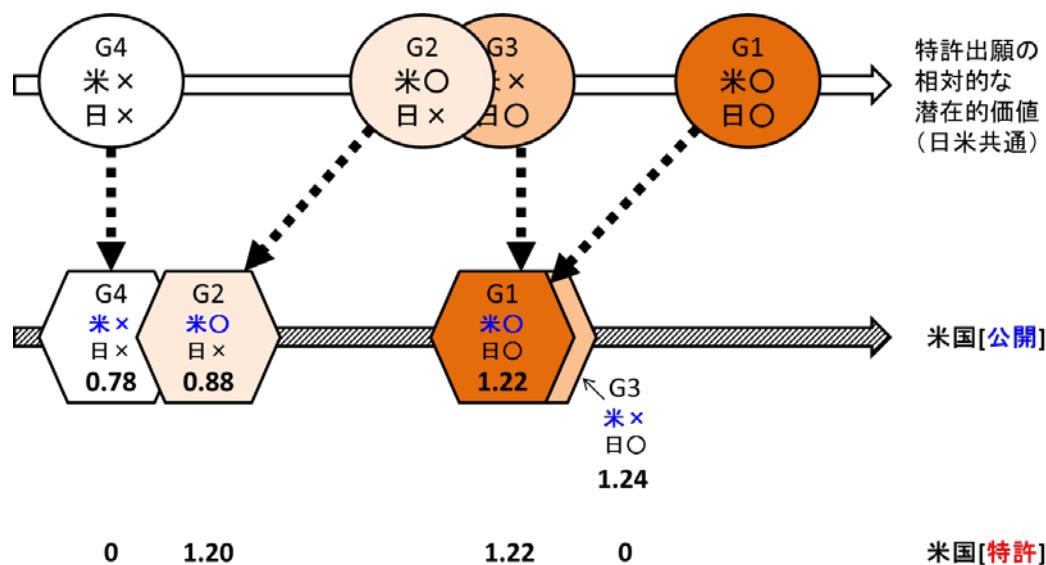 G4
米×
日×
G2
米〇
日×
G3
米×
日〇
G1
米〇
日〇
特許出願の
相対的な
潜在的価値
（日米共通）
G4
米×
日×
0.78
G2
米〇
日×
0.88
G1
米〇
日〇
1.22
G3
米×
日〇
1.24
米国[公開]
0 1.20 1.22 0 米国[特許]